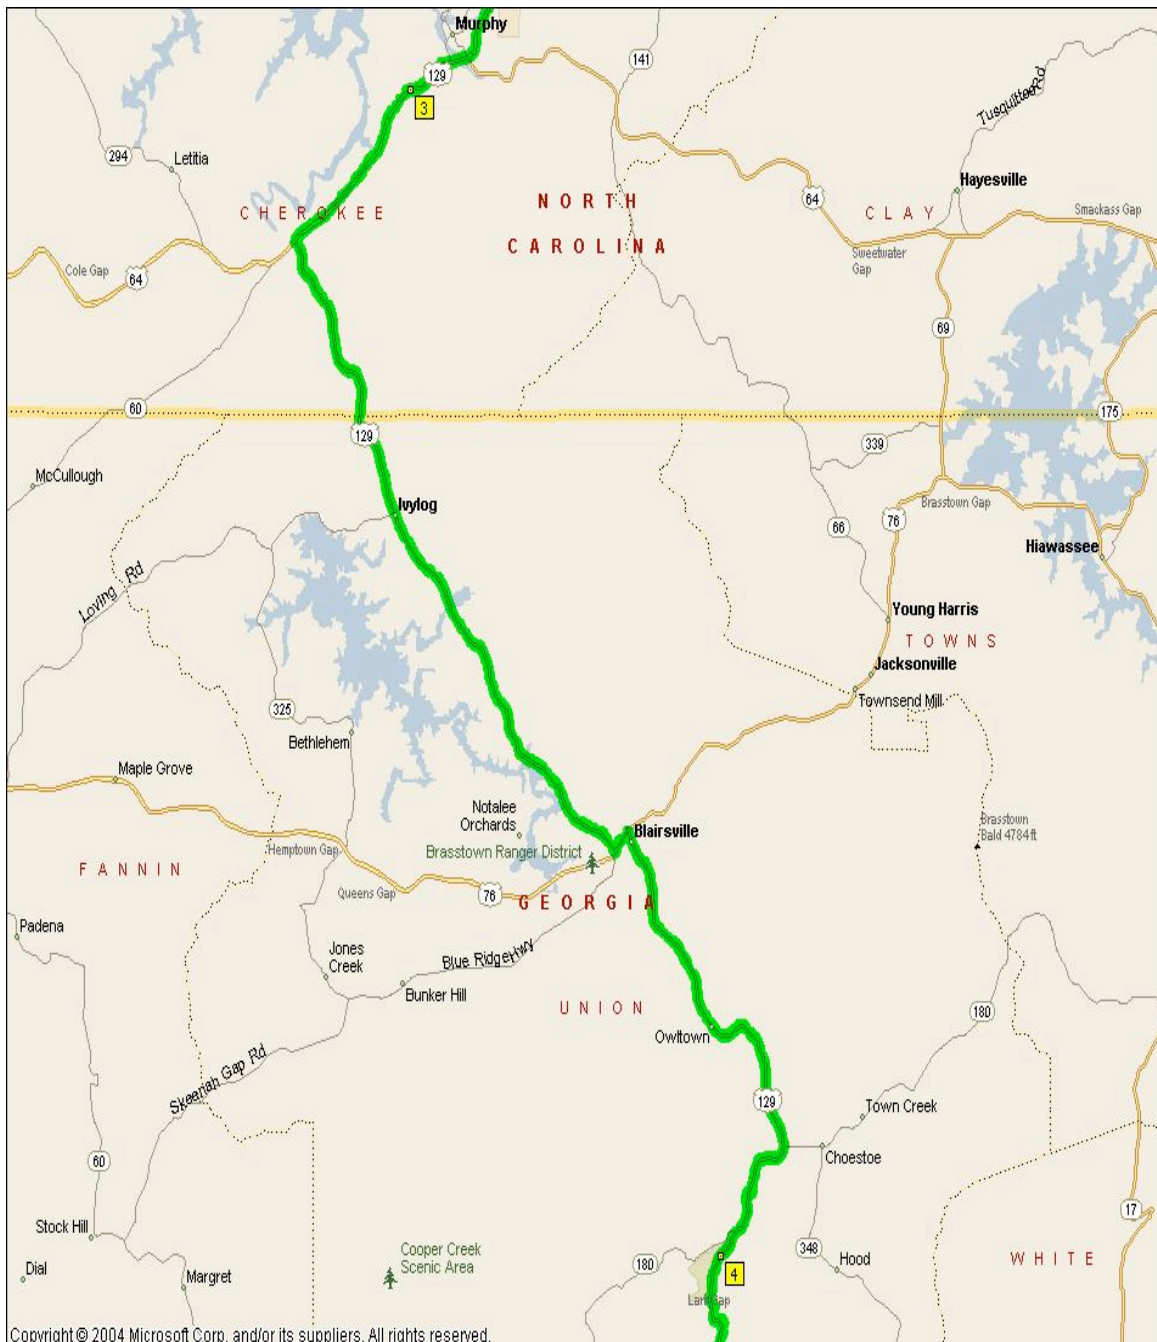 Murphy
129
3
141
Tusquittee Rd
294
Letitia
Hayesville
CHEROKEE
NORTH
CAROLINA
64
CLAY
Smackass Gap
Sweetwater
Gap
Cole Gap
64
69
60
175
129
339
McCullough
Ivylog
Brasstown Gap
66
76
Hiawassee
Loving Rd
Young Harris
TOWNS
Jacksonville
Townsend Mill
325
Bethlehem
Maple Grove
Notalee
Orchards
Blairsville
Brasstown
Bald 4784 ft
Hemptown Gap
Brasstown Ranger District
FANNIN
Queens Gap
76
GEORGIA
Padena
Jones
Creek
Blue Ridge Hwy
Bunker Hill
UNION
180
Owltown
Skeenah Gap Rd
129
Town Creek
60
Choestoe
17
Stock Hill
348
Cooper Creek
Scenic Area
180
Hood
WHITE
Dial
Margret
4
Copyright © 2004 Microsoft Corp. and/or its suppliers. All rights reserved.